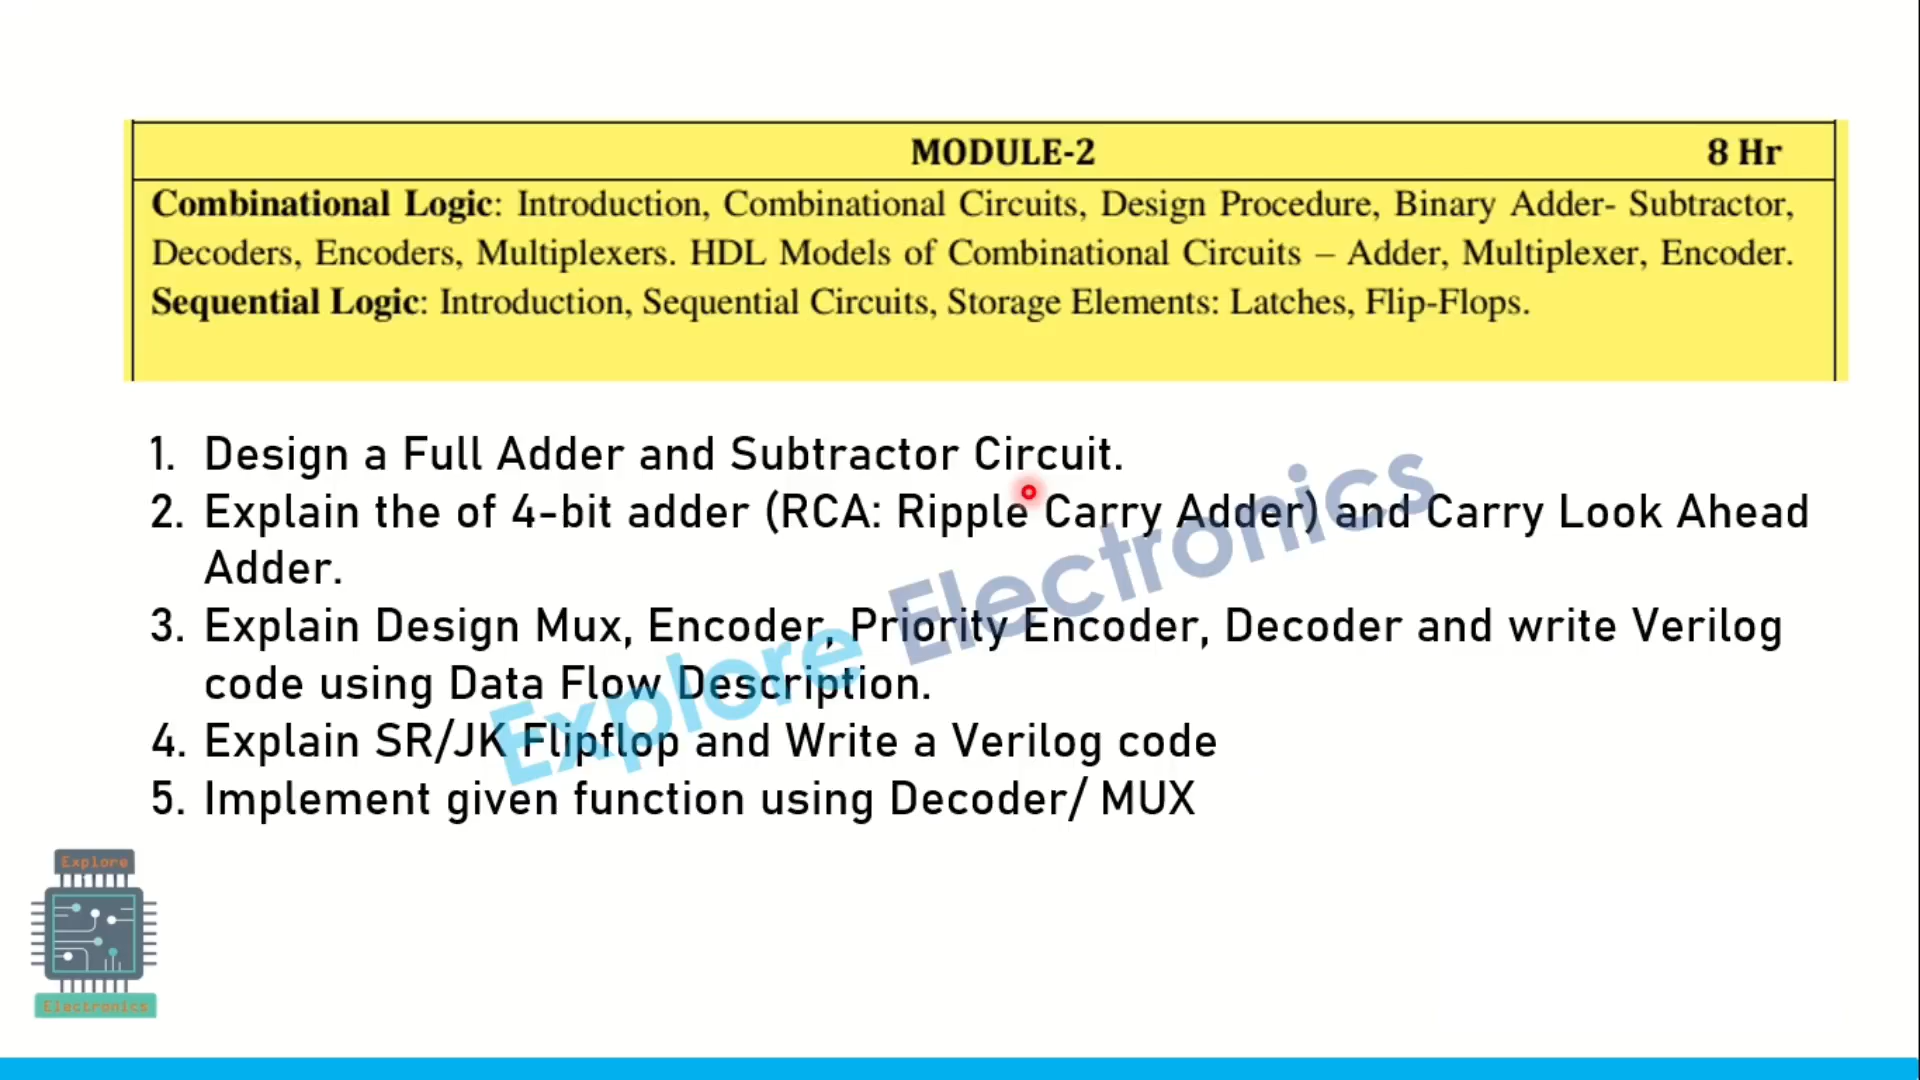 MODULE-2 8 Hr
Combinational Logic: Introduction, Combinational Circuits, Design Procedure, Binary Adder- Subtractor,
Decoders, Encoders, Multiplexers. HDL Models of Combinational Circuits – Adder, Multiplexer, Encoder.
Sequential Logic: Introduction, Sequential Circuits, Storage Elements: Latches, Flip-Flops.
1. Design a Full Adder and Subtractor Circuit.
2. Explain the of 4-bit adder (RCA: Ripple Carry Adder) and Carry Look Ahead
Adder.
3. Explain Design Mux, Encoder, Priority Encoder, Decoder and write Verilog
code using Data Flow Description.
4. Explain SR/JK Flipflop and Write a Verilog code
5. Implement given function using Decoder/ MUX
Explore Electronics
Explore
Electronics